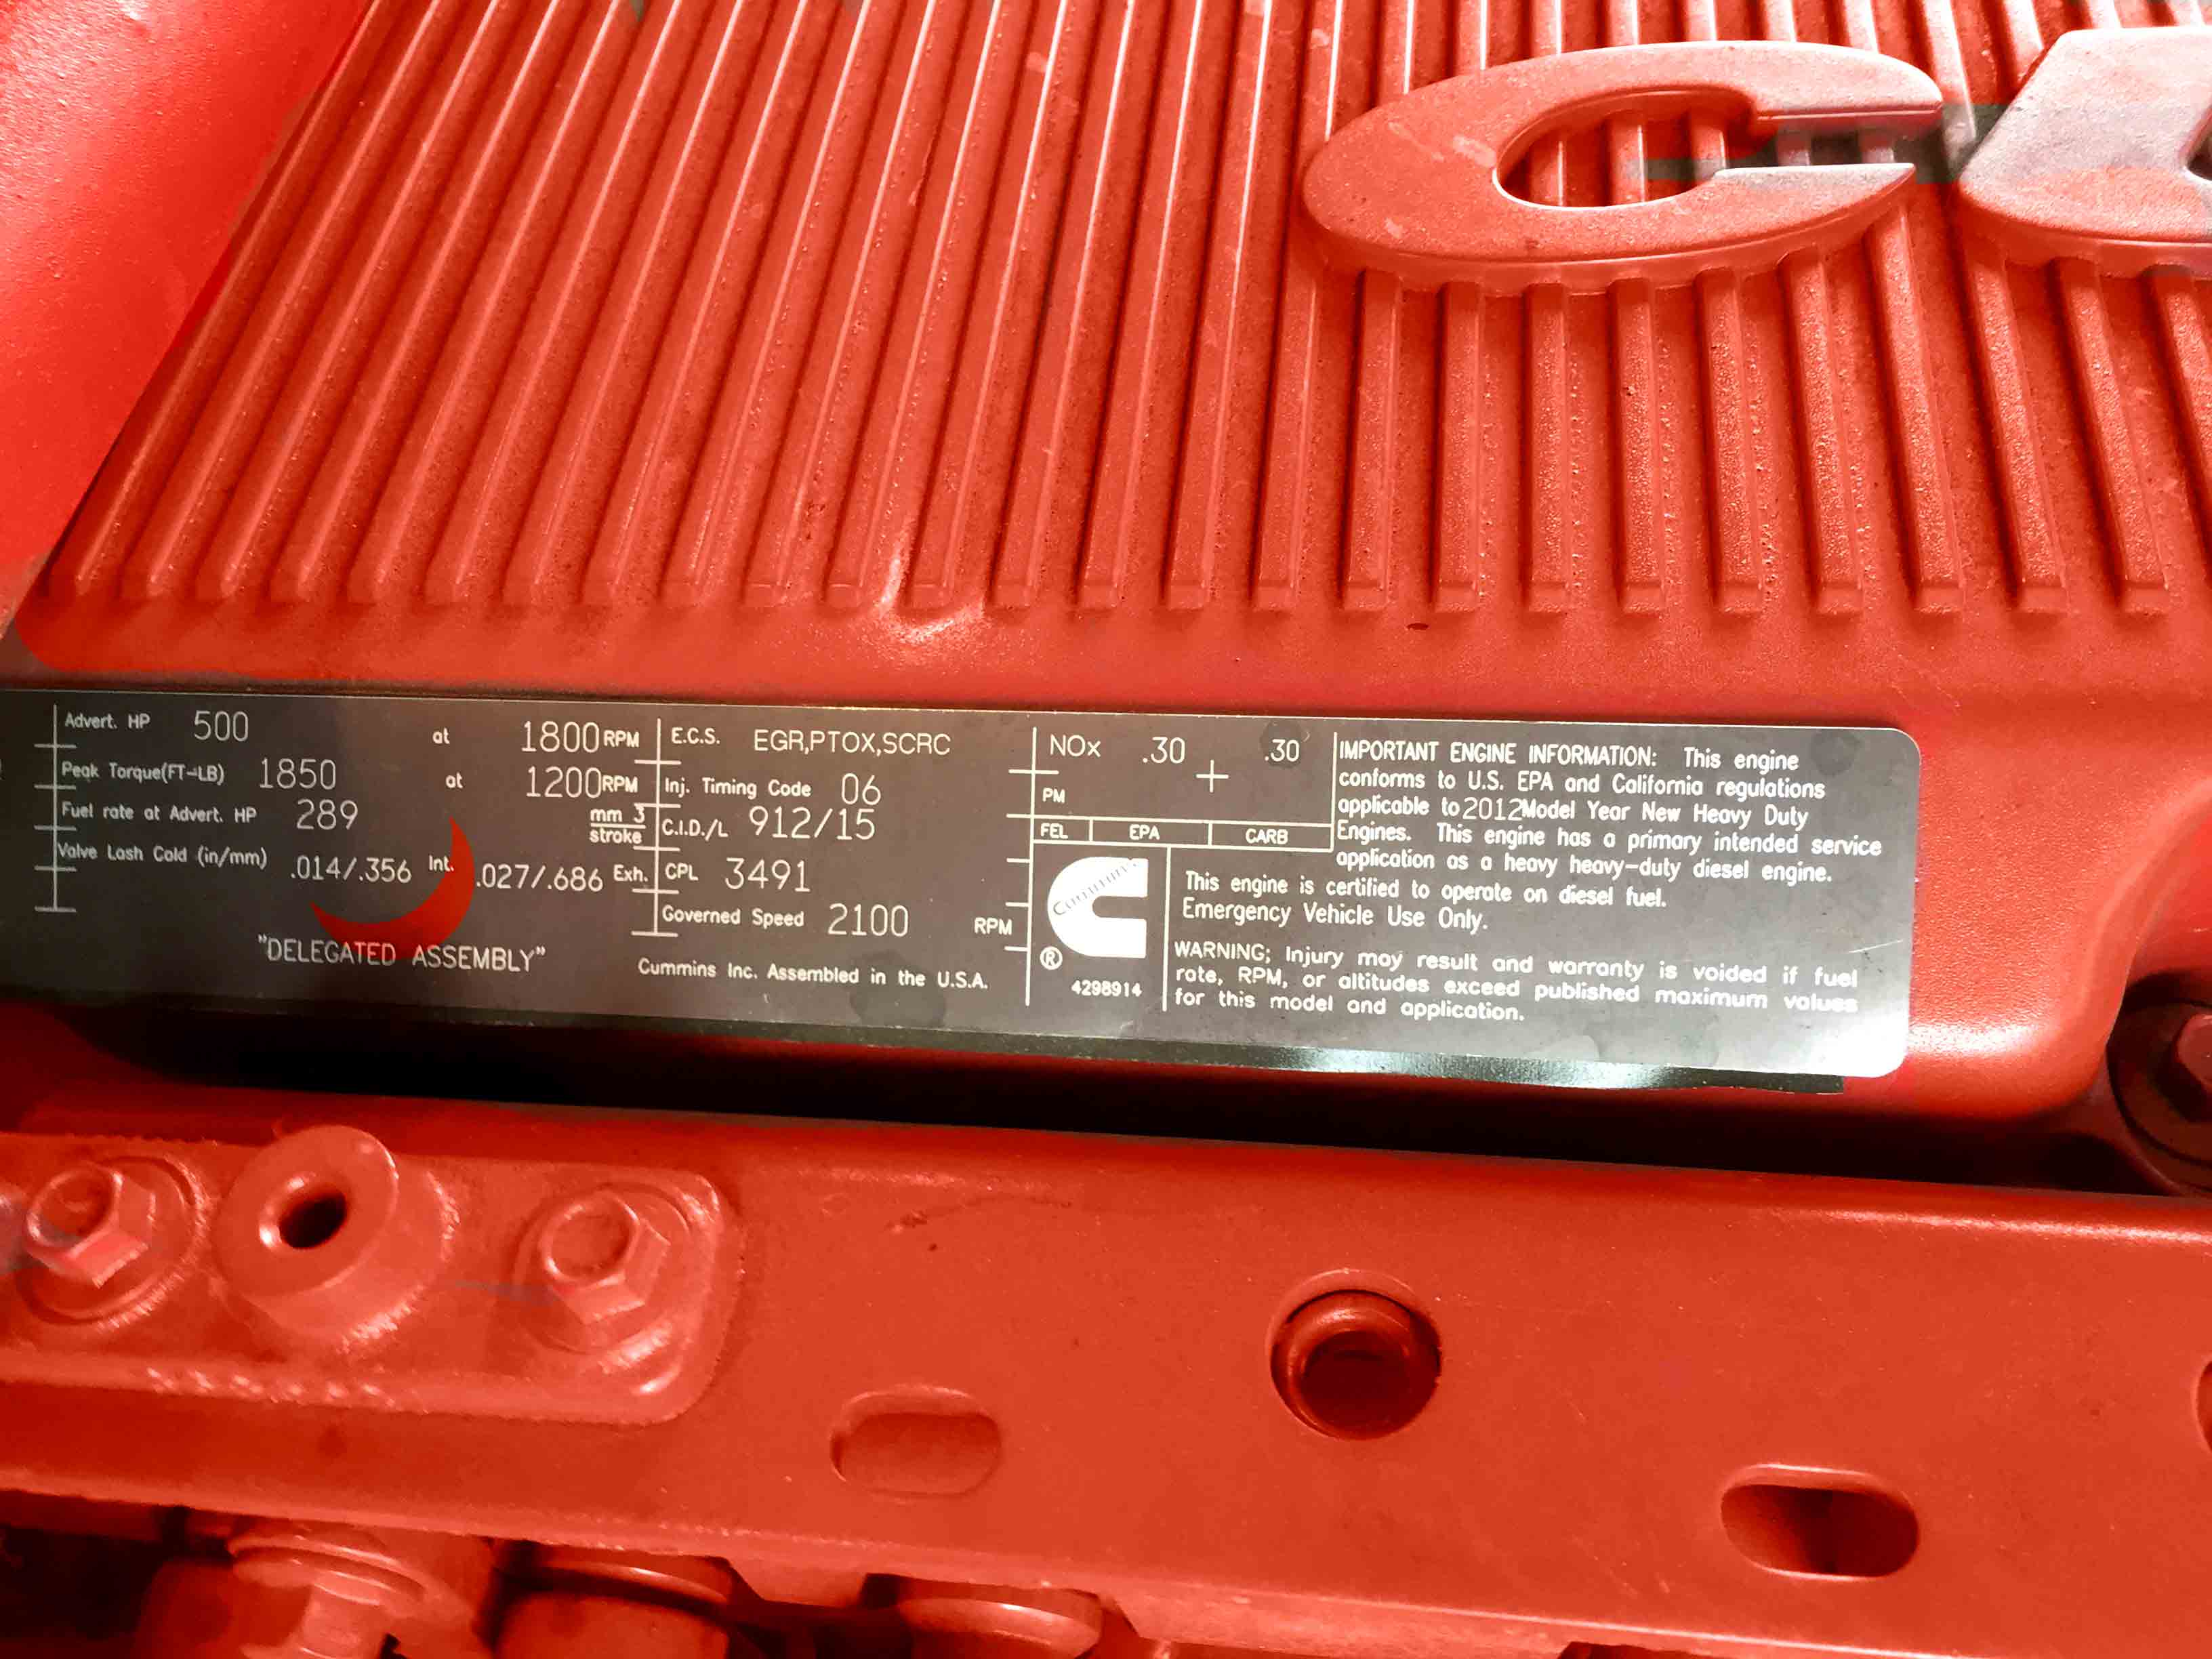 CU
Advert. HP 500 at 1800 RPM
Peak Torque(FT-LB) 1850 at 1200 RPM
Fuel rate at Advert. HP 289 mm 3
stroke
Valve Lash Cold (in/mm) .014/.356 Int. .027/.686 Exh.
"DELEGATED ASSEMBLY"
E.C.S. EGR,PTOX,SCRC
Inj. Timing Code 06
C.I.D./L 912/15
CPL 3491
Governed Speed 2100 RPM
Cummins Inc. Assembled in the U.S.A.
NOx .30 + .30
PM
FEL EPA CARB
Cummins
®
4298914
IMPORTANT ENGINE INFORMATION: This engine
conforms to U.S. EPA and California regulations
applicable to 2012 Model Year New Heavy Duty
Engines. This engine has a primary intended service
application as a heavy heavy-duty diesel engine.
This engine is certified to operate on diesel fuel.
Emergency Vehicle Use Only.
WARNING; Injury may result and warranty is voided if fuel
rate, RPM, or altitudes exceed published maximum values
for this model and application.